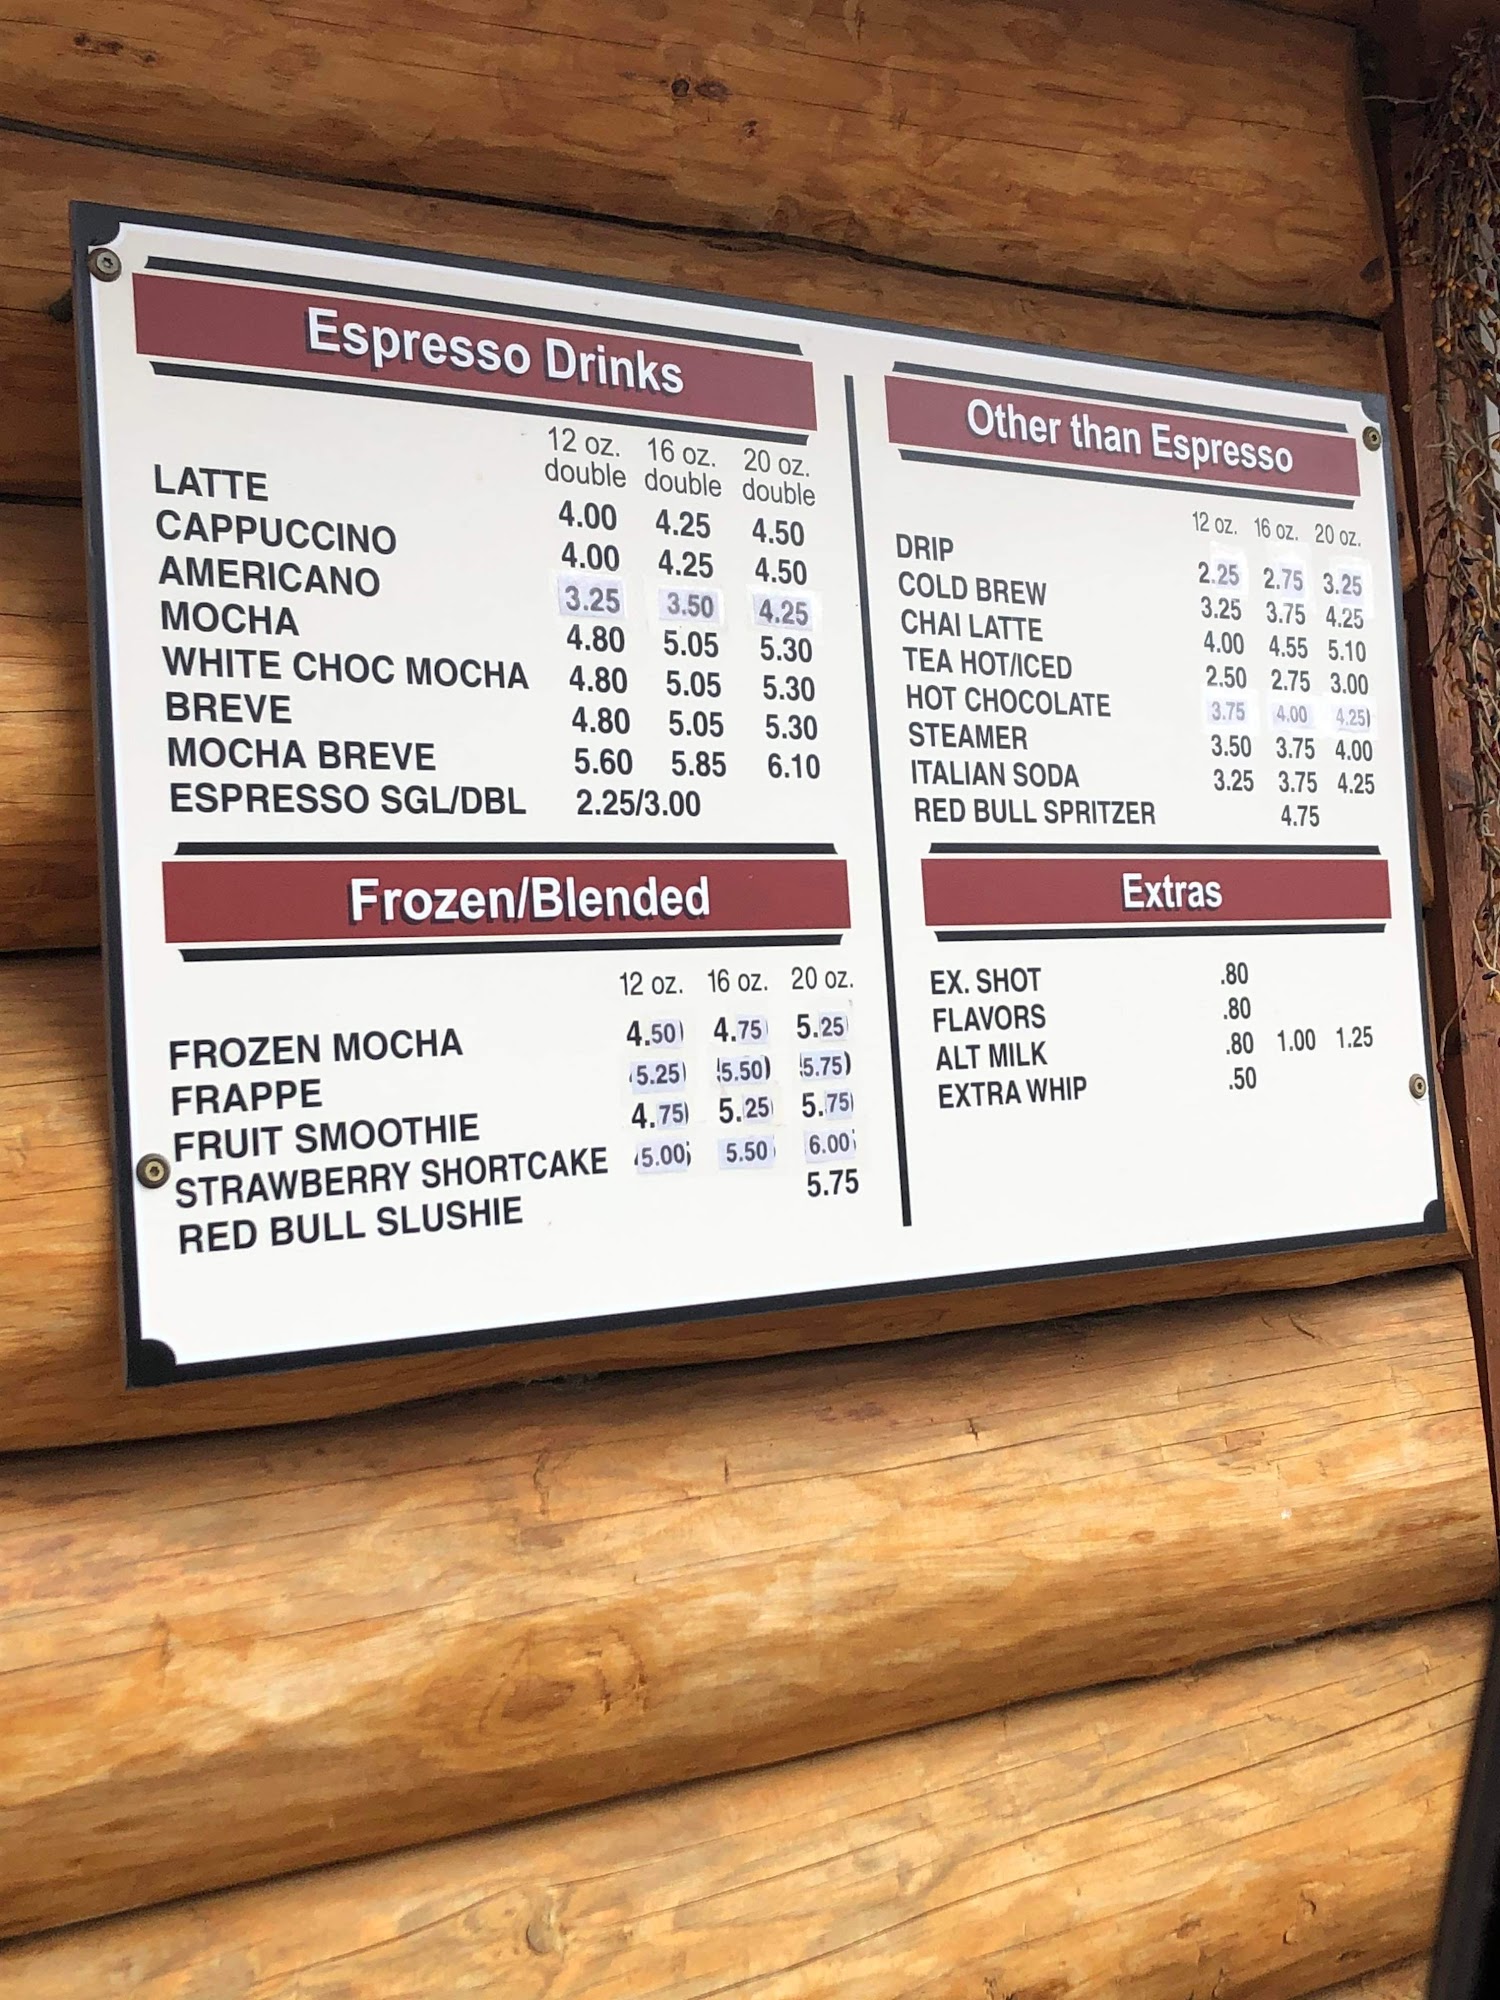 Espresso Drinks
12 oz. 16 oz. 20 oz.
double double double
LATTE 4.00 4.25 4.50
CAPPUCCINO 4.00 4.25 4.50
AMERICANO 3.25 3.50 4.25
MOCHA 4.80 5.05 5.30
WHITE CHOC MOCHA 4.80 5.05 5.30
BREVE 4.80 5.05 5.30
MOCHA BREVE 5.60 5.85 6.10
ESPRESSO SGL/DBL 2.25/3.00
Frozen/Blended
12 oz. 16 oz. 20 oz.
FROZEN MOCHA 4.50 4.75 5.25
FRAPPE 5.25 5.50 5.75
FRUIT SMOOTHIE 4.75 5.25 5.75
STRAWBERRY SHORTCAKE 5.00 5.50 6.00
RED BULL SLUSHIE 5.75
Other than Espresso
12 oz. 16 oz. 20 oz.
DRIP 2.25 2.75 3.25
COLD BREW 3.25 3.75 4.25
CHAI LATTE 4.00 4.55 5.10
TEA HOT/ICED 2.50 2.75 3.00
HOT CHOCOLATE 3.75 4.00 4.25
STEAMER 3.50 3.75 4.00
ITALIAN SODA 3.25 3.75 4.25
RED BULL SPRITZER 4.75
Extras
EX. SHOT .80
FLAVORS .80
ALT MILK .80 1.00 1.25
EXTRA WHIP .50